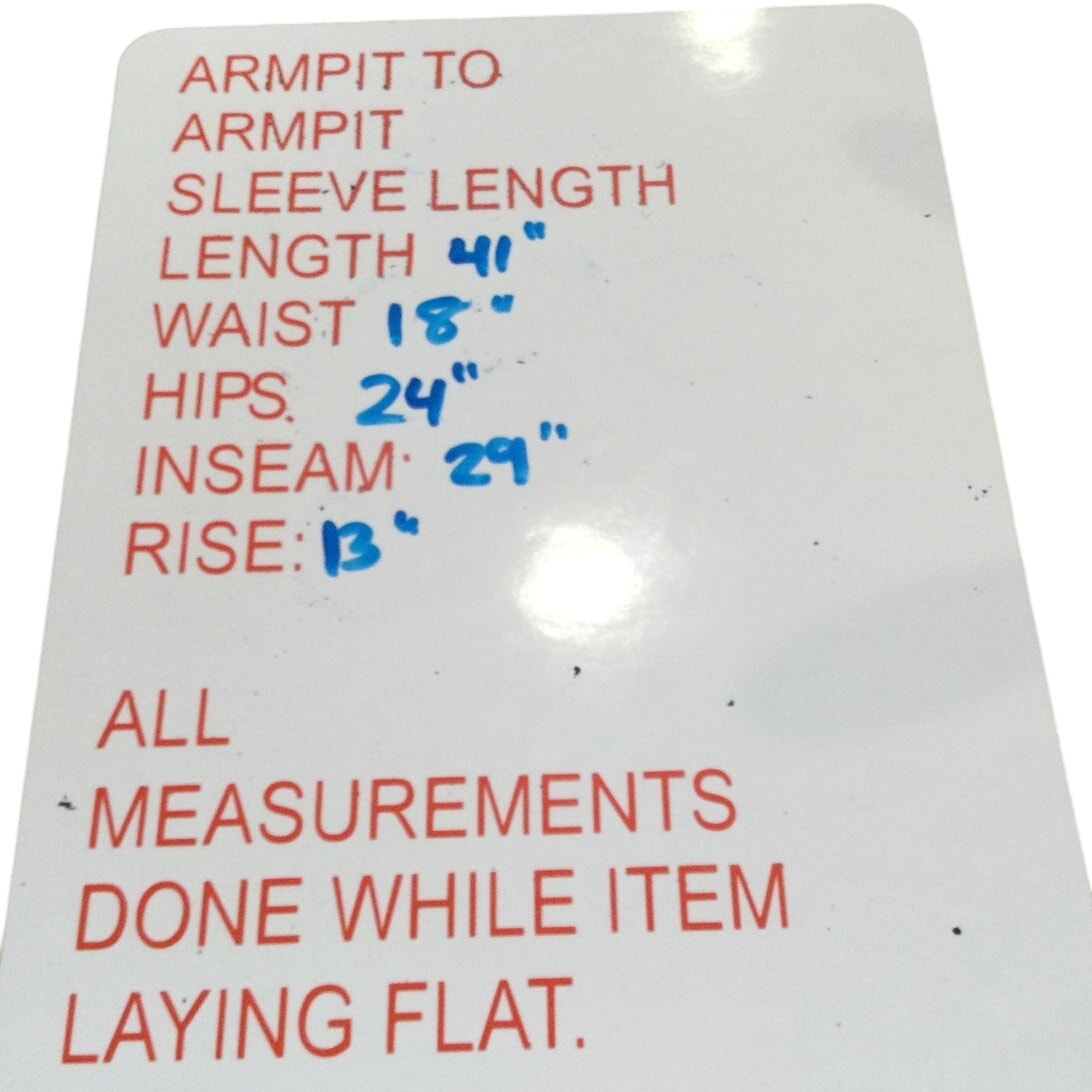 ARMPIT TO
ARMPIT
SLEEVE LENGTH
LENGTH 41"
WAIST 18"
HIPS. 24"
INSEAM: 29"
RISE: 13"
ALL
MEASUREMENTS
DONE WHILE ITEM
LAYING FLAT.